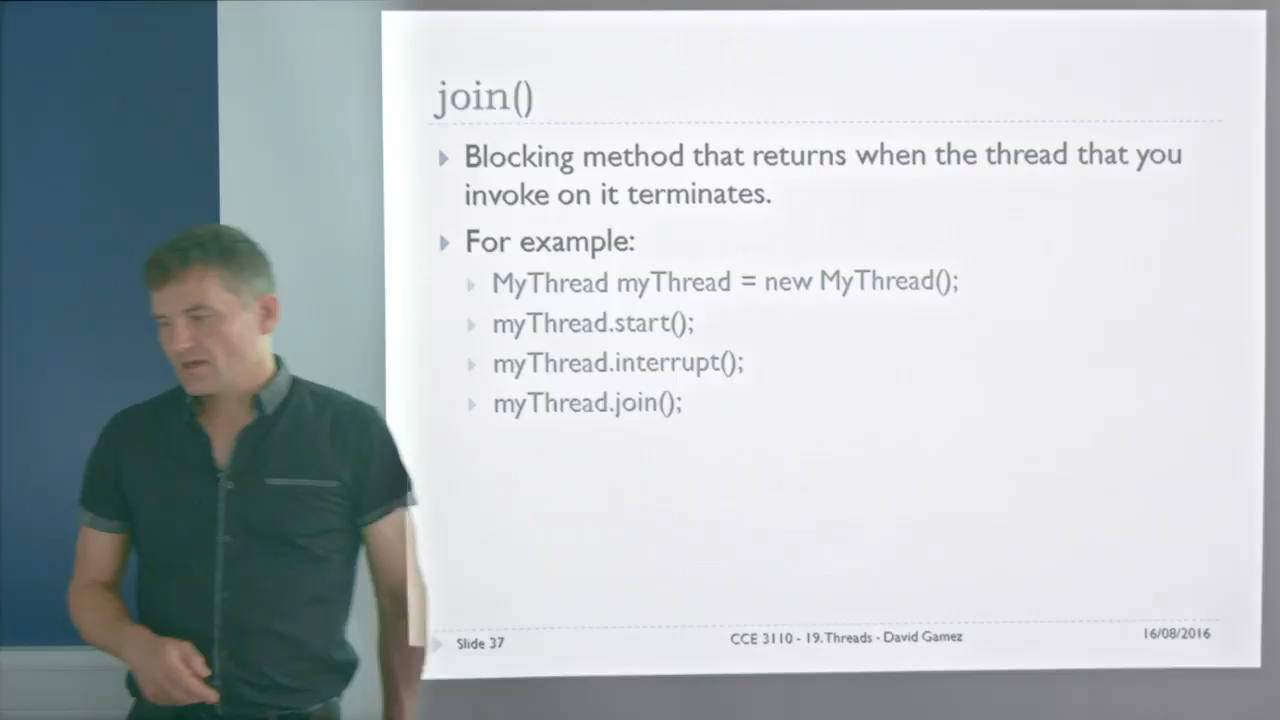 join()
Blocking method that returns when the thread that you
invoke on it terminates.
For example:
MyThread myThread = new MyThread();
myThread.start();
myThread.interrupt();
myThread.join();
Slide 37
CCE 3110 - 19.Threads - David Gamez
16/08/2016